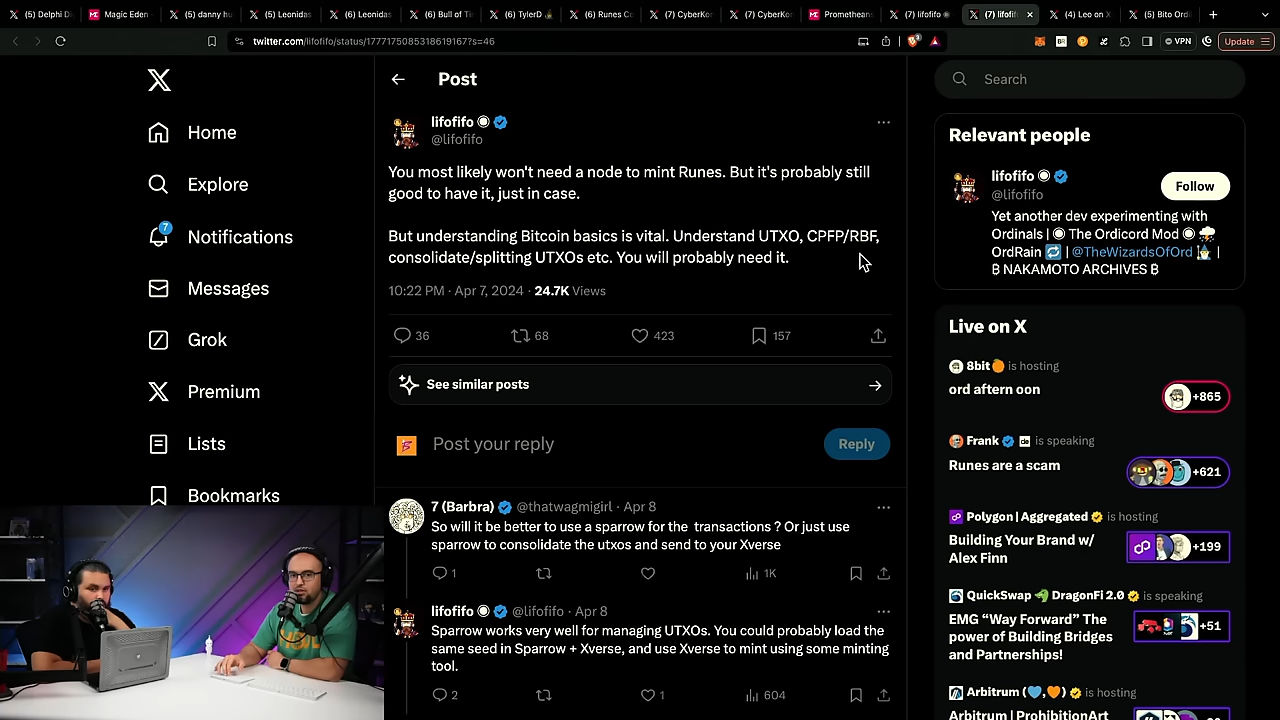 (5) Delphi D
Magic Eden
(5) danny hu
(5) Leonidas
(6) Leonidas
(6) Bull of Ti
(6) TylerD
(6) Runes Co
(7) CyberKon
(7) CyberKon
Prometheans
(7) lifofifo
(7) lifofif
(4) Leo on X
(5) Bito Ordi
twitter.com/lifofifo/status/1777175085318619167?s=46
VPN
Update
Post
Search
Home
Explore
7
Notifications
Messages
Grok
Premium
Lists
Bookmarks
lifofifo
@lifofifo
You most likely won't need a node to mint Runes. But it's probably still
good to have it, just in case.
But understanding Bitcoin basics is vital. Understand UTXO, CPFP/RBF,
consolidate/splitting UTXOs etc. You will probably need it.
10:22 PM · Apr 7, 2024 · 24.7K Views
36
68
423
157
See similar posts
Post your reply
Reply
7 (Barbra) @thatwagmigirl · Apr 8
So will it be better to use a sparrow for the transactions ? Or just use
sparrow to consolidate the utxos and send to your Xverse
1
1K
lifofifo @lifofifo · Apr 8
Sparrow works very well for managing UTXOs. You could probably load the
same seed in Sparrow + Xverse, and use Xverse to mint using some minting
tool.
2
1
604
Relevant people
lifofifo
@lifofifo
Follow
Yet another dev experimenting with
Ordinals | ◉ The Ordicord Mod ◉
OrdRain | @TheWizardsOfOrd |
₿ NAKAMOTO ARCHIVES ₿
Live on X
8bit is hosting
ord aftern oon
+865
Frank is speaking
Runes are a scam
+621
Polygon | Aggregated is hosting
Building Your Brand w/
Alex Finn
+199
QuickSwap DragonFi 2.0 is speaking
EMG “Way Forward” The
power of Building Bridges
and Partnerships!
+51
Arbitrum (💙,🧡) is hosting
Arbitrum | ProhibitionArt